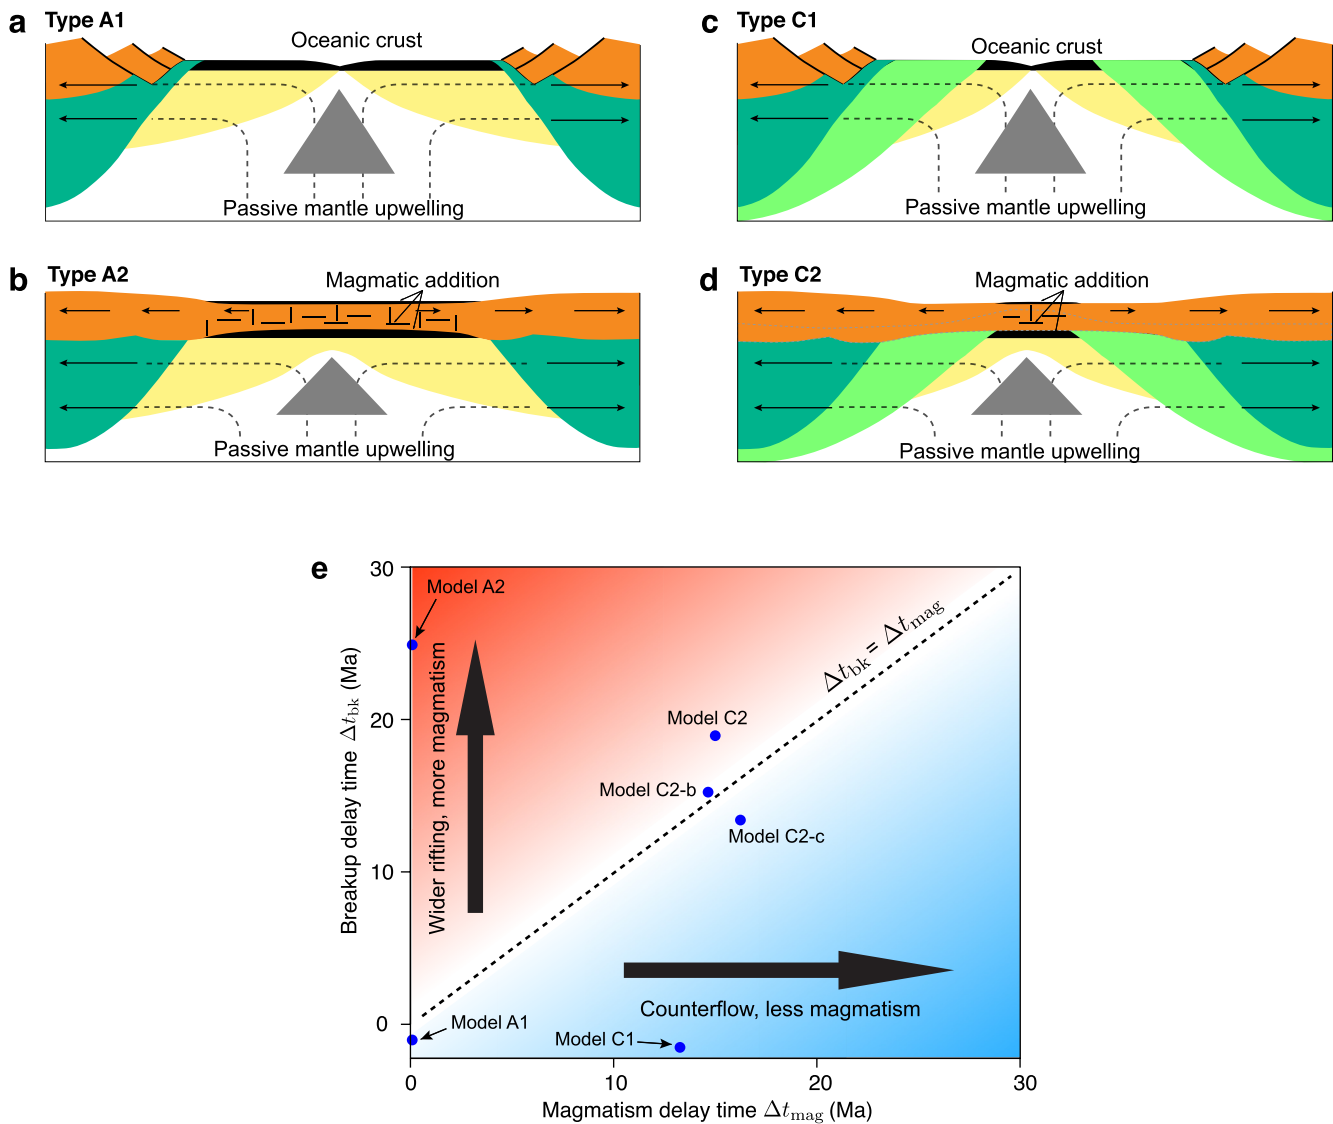 a Type A1
Oceanic crust
Passive mantle upwelling
c Type C1
Oceanic crust
Passive mantle upwelling
b Type A2
Magmatic addition
Passive mantle upwelling
d Type C2
Magmatic addition
Passive mantle upwelling
e
30
20
10
0
Breakup delay time Δt_bk (Ma)
Wider rifting, more magmatism
Model A2
Δt_bk = Δt_mag
Model C2
Model C2-b
Model C2-c
Counterflow, less magmatism
Model A1
Model C1
0 10 20 30
Magmatism delay time Δt_mag (Ma)